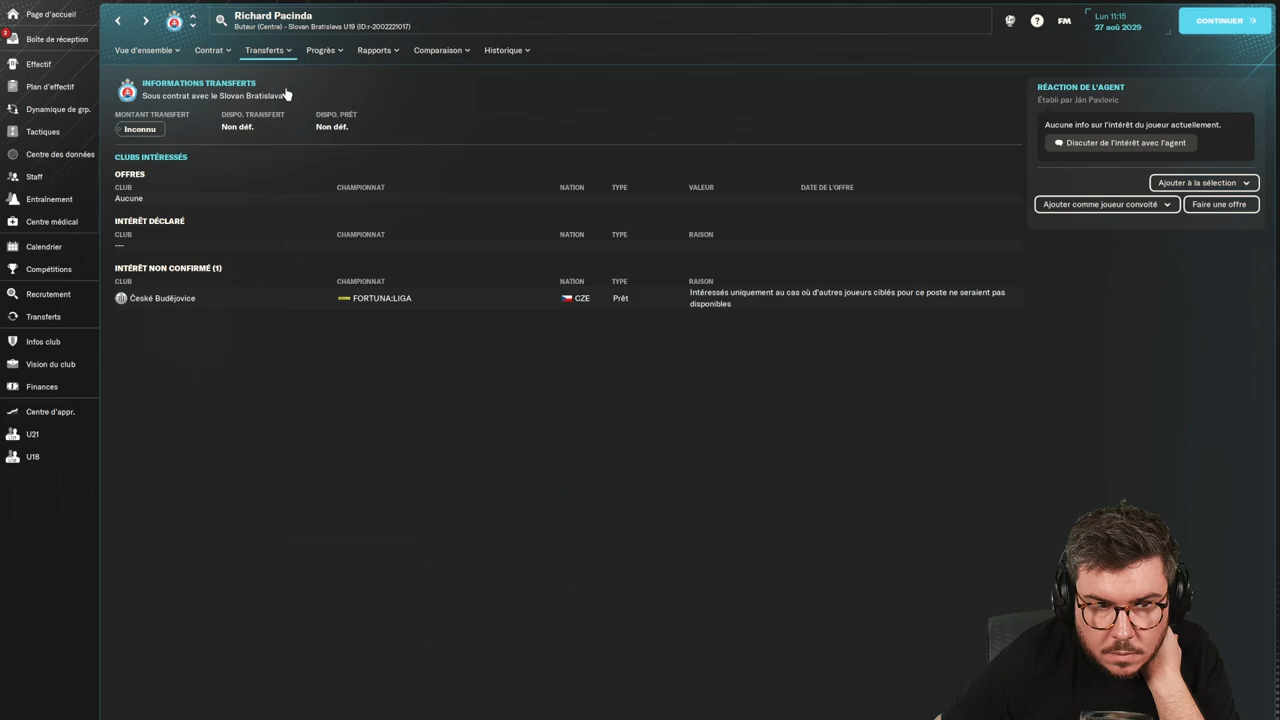 Page d'accueil
2
Boîte de réception
Effectif
Plan d'effectif
Dynamique de grp.
Tactiques
Centre des données
Staff
Entraînement
Centre médical
Calendrier
Compétitions
Recrutement
Transferts
Infos club
Vision du club
Finances
Centre d'appr.
U21
U18
Richard Pacinda
Buteur (Centre) - Slovan Bratislava U19 (ID:r-2002221017)
?
FM
Lun 11:15
27 aoû 2029
CONTINUER
Vue d'ensemble
Contrat
Transferts
Progrès
Rapports
Comparaison
Historique
INFORMATIONS TRANSFERTS
Sous contrat avec le Slovan Bratislava
MONTANT TRANSFERT DISPO. TRANSFERT DISPO. PRÊT
Inconnu Non déf. Non déf.
CLUBS INTÉRESSÉS
OFFRES
CLUB CHAMPIONNAT NATION TYPE VALEUR DATE DE L'OFFRE
Aucune
INTÉRÊT DÉCLARÉ
CLUB CHAMPIONNAT NATION TYPE RAISON
---
INTÉRÊT NON CONFIRMÉ (1)
CLUB CHAMPIONNAT NATION TYPE RAISON
České Budějovice FORTUNA:LIGA CZE Prêt Intéressés uniquement au cas où d'autres joueurs ciblés pour ce poste ne seraient pas
disponibles
RÉACTION DE L'AGENT
Établi par Ján Pavlovic
Aucune info sur l'intérêt du joueur actuellement.
Discuter de l'intérêt avec l'agent
Ajouter à la sélection
Ajouter comme joueur convoité Faire une offre